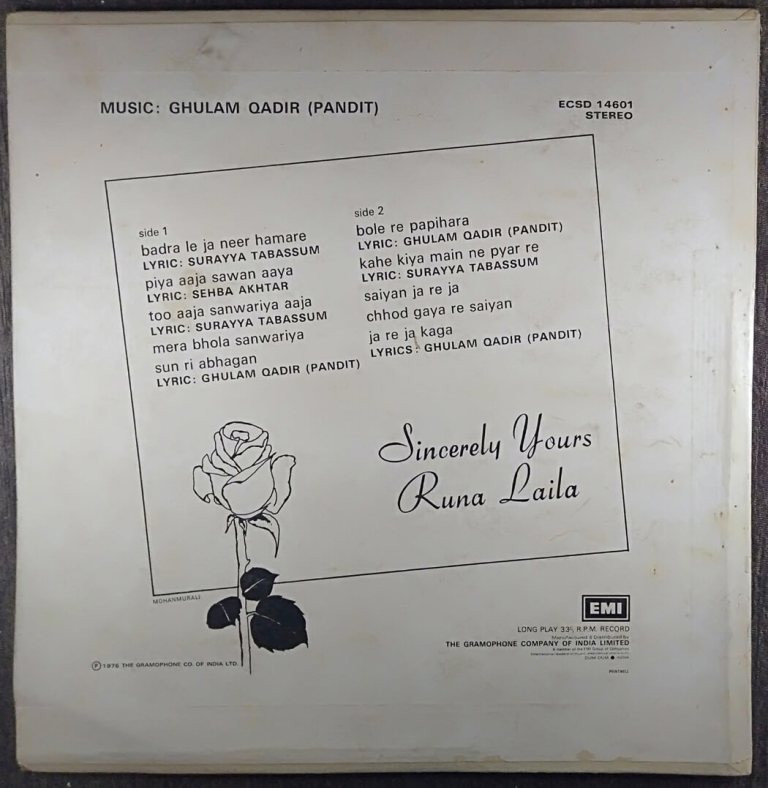 MUSIC: GHULAM QADIR (PANDIT)
ECSD 14601
STEREO
side 1
badra le ja neer hamare
LYRIC: SURAYYA TABASSUM
piya aaja sawan aaya
LYRIC: SEHBA AKHTAR
too aaja sanwariya aaja
LYRIC: SURAYYA TABASSUM
mera bhola sanwariya
sun ri abhagan
LYRIC: GHULAM QADIR (PANDIT)
side 2
bole re papihara
LYRIC: GHULAM QADIR (PANDIT)
kahe kiya main ne pyar re
LYRIC: SURAYYA TABASSUM
saiyan ja re ja
chhod gaya re saiyan
ja re ja kaga
LYRICS: GHULAM QADIR (PANDIT)
Sincerely Yours
Runa Laila
MOHANMURALI
Ⓟ 1976 THE GRAMOPHONE CO. OF INDIA LTD.
EMI
LONG PLAY 33⅓ R.P.M. RECORD
Manufactured & Distributed by
THE GRAMOPHONE COMPANY OF INDIA LIMITED